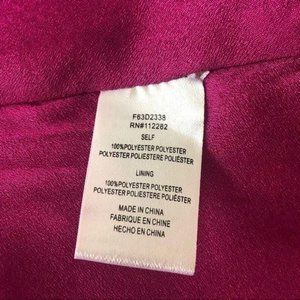 F63D2338
RN#112282
SELF
100%POLYESTER POLYESTER
POLYESTER POLIESTERE POLIÉSTER
LINING
100%POLYESTER POLYESTER
POLYESTER POLIESTERE POLIÉSTER
MADE IN CHINA
FABRIQUE EN CHINE
HECHO EN CHINA